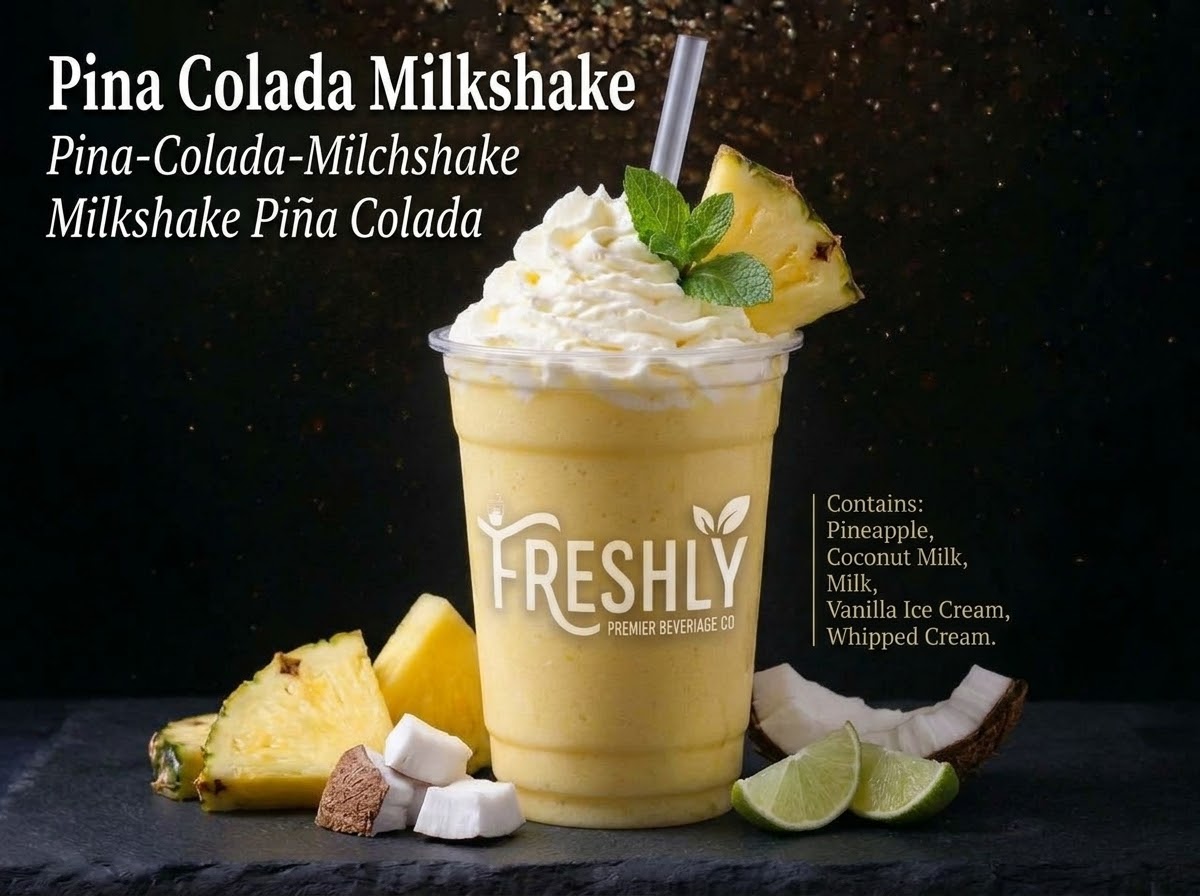 Pina Colada Milkshake
Pina-Colada-Milchshake
Milkshake Piña Colada
FRESHLY
PREMIER BEVERIAGE CO
Contains:
Pineapple,
Coconut Milk,
Milk,
Vanilla Ice Cream,
Whipped Cream.